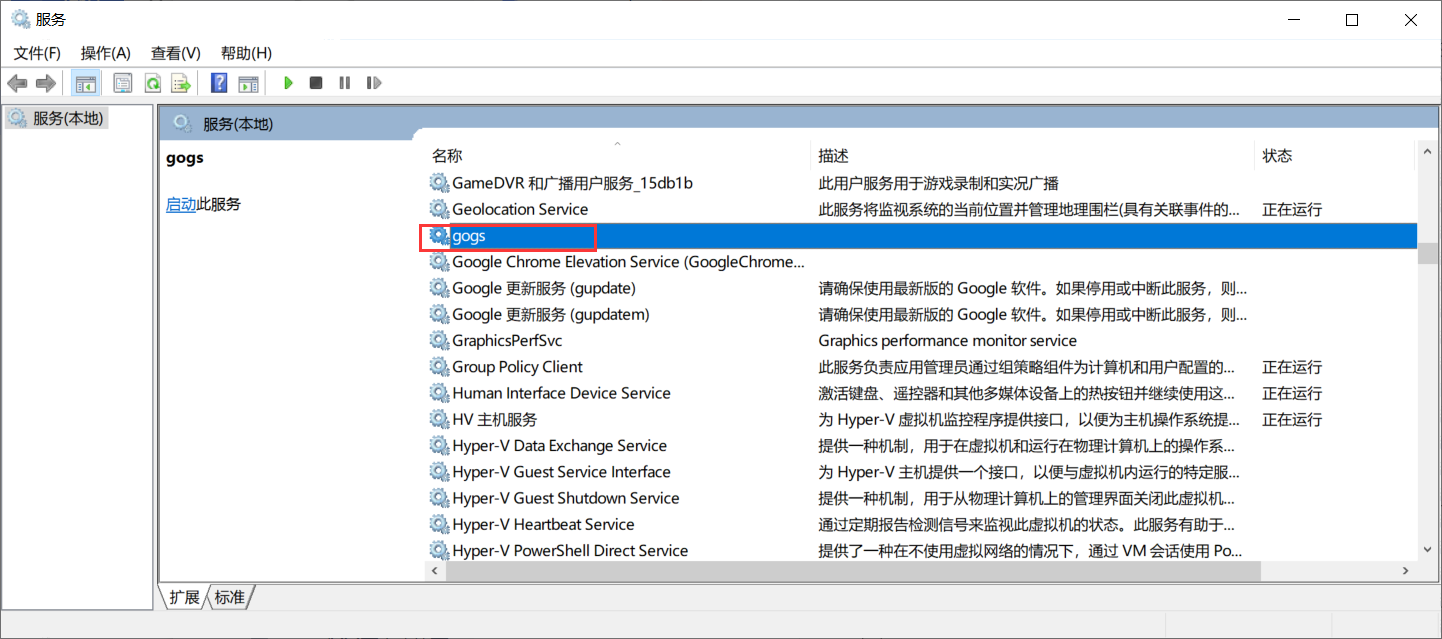 服务
文件(F) 操作(A) 查看(V) 帮助(H)
服务(本地)
服务(本地)
gogs
启动此服务
名称 描述 状态
GameDVR 和广播用户服务_15db1b 此用户服务用于游戏录制和实况广播
Geolocation Service 此服务将监视系统的当前位置并管理地理围栏(具有关联事件的... 正在运行
gogs
Google Chrome Elevation Service (GoogleChrome...
Google 更新服务 (gupdate) 请确保使用最新版的 Google 软件。如果停用或中断此服务，则...
Google 更新服务 (gupdatem) 请确保使用最新版的 Google 软件。如果停用或中断此服务，则...
GraphicsPerfSvc Graphics performance monitor service
Group Policy Client 此服务负责应用管理员通过组策略组件为计算机和用户配置的... 正在运行
Human Interface Device Service 激活键盘、遥控器和其他多媒体设备上的热按钮并继续使用这... 正在运行
HV 主机服务 为 Hyper-V 虚拟机监控程序提供接口，以便为主机操作系统提... 正在运行
Hyper-V Data Exchange Service 提供一种机制，用于在虚拟机和运行在物理计算机上的操作系...
Hyper-V Guest Service Interface 为 Hyper-V 主机提供一个接口，以便与虚拟机内运行的特定服...
Hyper-V Guest Shutdown Service 提供一种机制，用于从物理计算机上的管理界面关闭此虚拟机...
Hyper-V Heartbeat Service 通过定期报告检测信号来监视此虚拟机的状态。此服务有助于...
Hyper-V PowerShell Direct Service 提供了一种在不使用虚拟网络的情况下，通过 VM 会话使用 Po...
扩展 标准